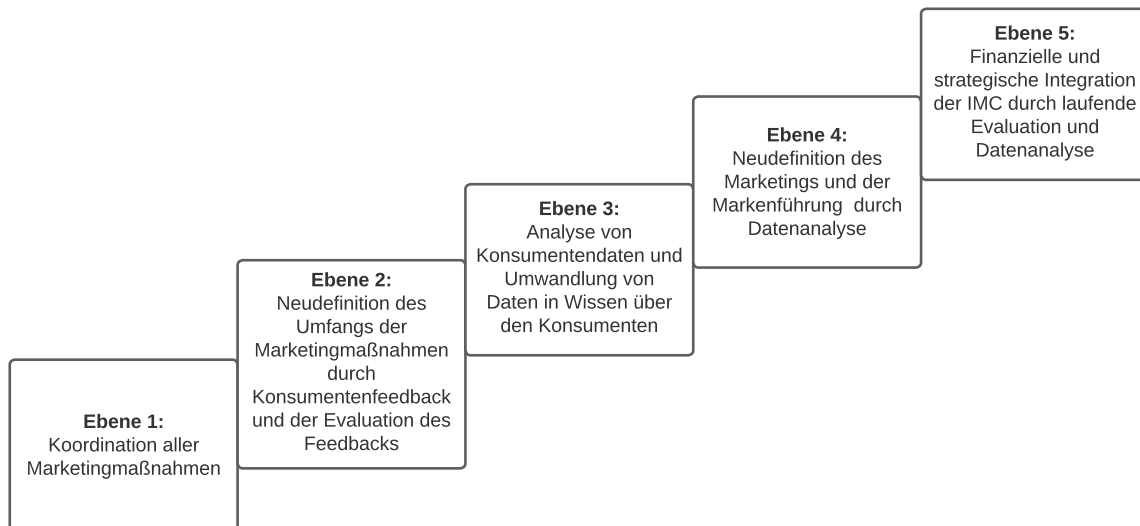 Ebene 1:
Koordination aller
Marketingmaßnahmen
Ebene 2:
Neudefinition des
Umfangs der
Marketingmaßnahmen
durch
Konsumentenfeedback
und der Evaluation des
Feedbacks
Ebene 3:
Analyse von
Konsumentendaten und
Umwandlung von
Daten in Wissen über
den Konsumenten
Ebene 4:
Neudefinition des
Marketings und der
Markenführung durch
Datenanalyse
Ebene 5:
Finanzielle und
strategische Integration
der IMC durch laufende
Evaluation und
Datenanalyse